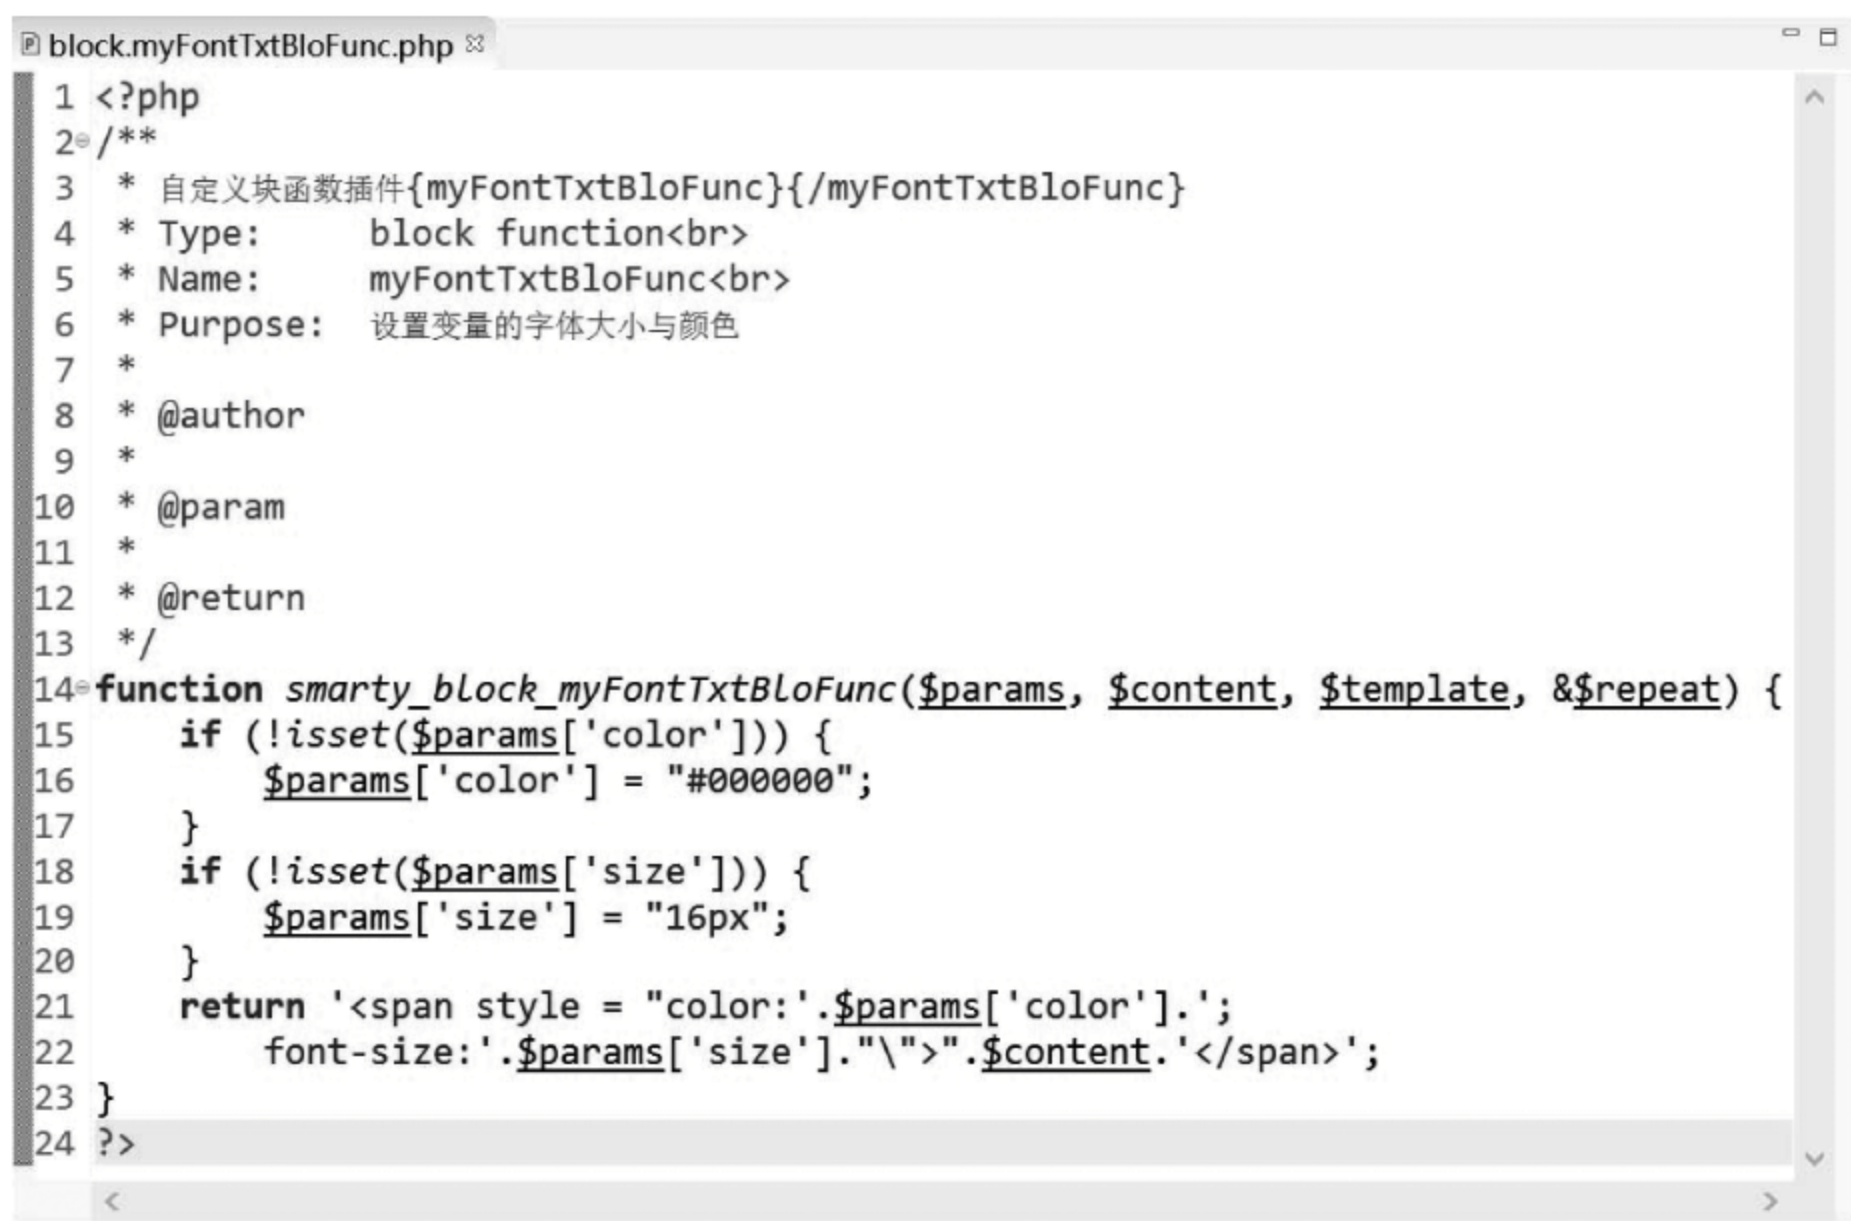 block.myFontTxtBloFunc.php
1 <?php
2 /**
3  * 自定义块函数插件{myFontTxtBloFunc}{/myFontTxtBloFunc}
4  * Type:     block function<br>
5  * Name:     myFontTxtBloFunc<br>
6  * Purpose:  设置变量的字体大小与颜色
7  *
8  * @author
9  *
10  * @param
11  *
12  * @return
13  */
14 function smarty_block_myFontTxtBloFunc($params, $content, $template, &$repeat) {
15     if (!isset($params['color'])) {
16         $params['color'] = "#000000";
17     }
18     if (!isset($params['size'])) {
19         $params['size'] = "16px";
20     }
21     return '<span style = "color:'.$params['color'].';
22         font-size:'.$params['size']."\">".$content.'</span>';
23 }
24 ?>